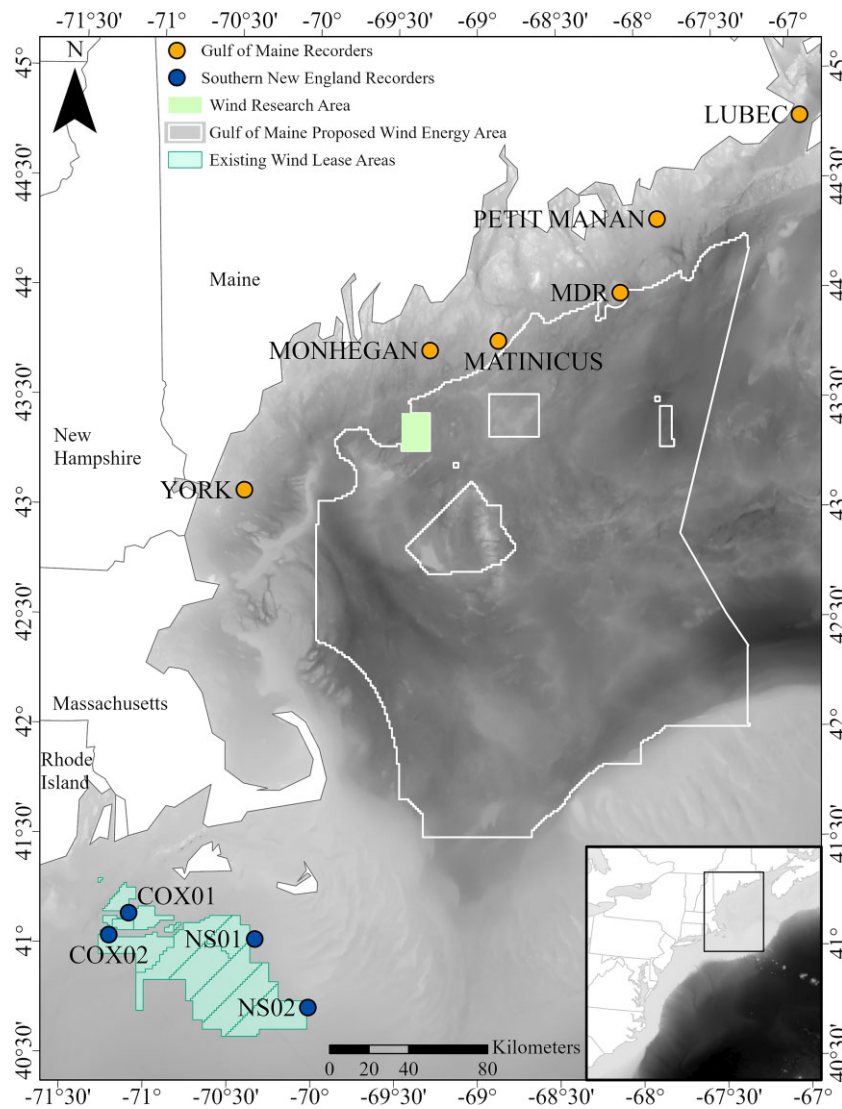 -71°30' -71° -70°30' -70° -69°30' -69° -68°30' -68° -67°30' -67°
N
Gulf of Maine Recorders
Southern New England Recorders
Wind Research Area
Gulf of Maine Proposed Wind Energy Area
Existing Wind Lease Areas
45° 45°
LUBEC
44°30' 44°30'
PETIT MANAN
Maine
44° 44°
MDR
MONHEGAN
MATINICUS
43°30' 43°30'
New
Hampshire
YORK
43° 43°
42°30' 42°30'
Massachusetts
42° 42°
Rhode
Island
41°30' 41°30'
COX01
COX02
NS01
41° 41°
NS02
Kilometers
0 20 40 80
40°30' 40°30'
-71°30' -71° -70°30' -70° -69°30' -69° -68°30' -68° -67°30' -67°